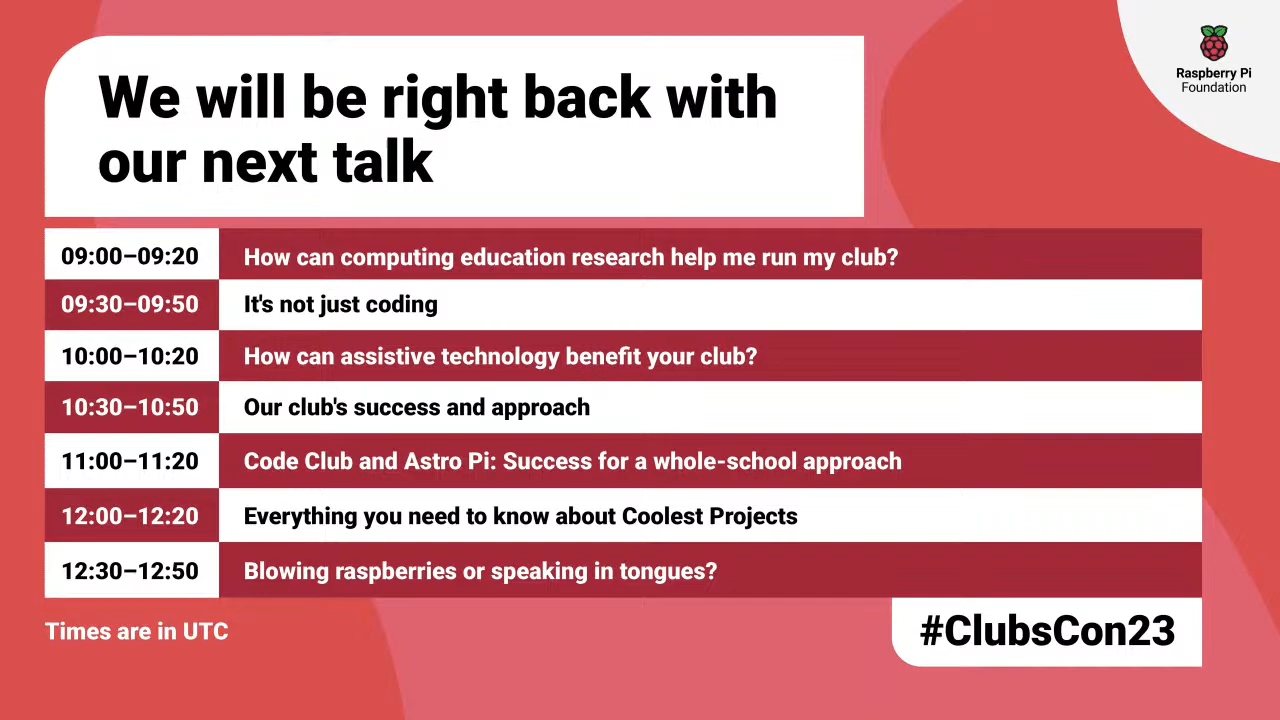 We will be right back with
our next talk
Raspberry Pi
Foundation
09:00–09:20 How can computing education research help me run my club?
09:30–09:50 It's not just coding
10:00–10:20 How can assistive technology benefit your club?
10:30–10:50 Our club's success and approach
11:00–11:20 Code Club and Astro Pi: Success for a whole-school approach
12:00–12:20 Everything you need to know about Coolest Projects
12:30–12:50 Blowing raspberries or speaking in tongues?
Times are in UTC
#ClubsCon23